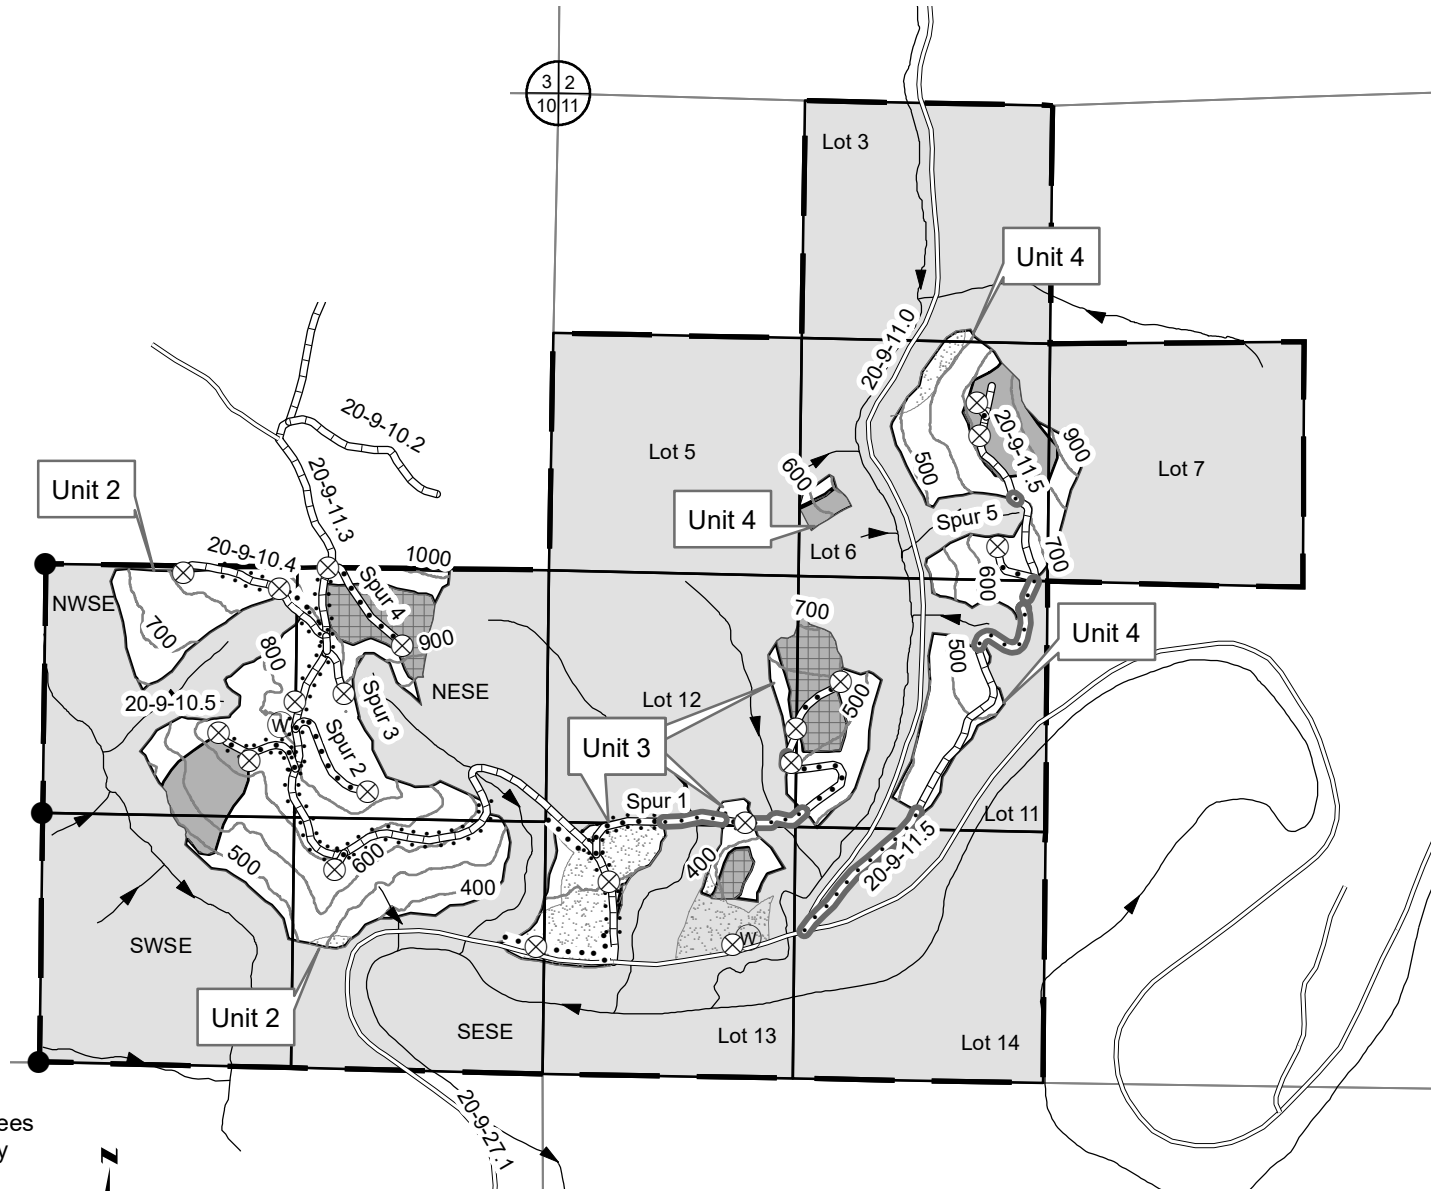 3 2
10 11
Lot 3
Unit 4
20-9-11.0
20-9-10.2
Lot 5
900
20-9-11.5
Lot 7
500
600
Unit 2
20-9-11.3
Unit 4
Spur 5
Lot 6
700
20-9-10.4
1000
Spur 4
600
NWSE
700
700
900
Unit 4
800
500
NESE
Lot 12
500
20-9-10.5
Spur 3
W
Spur 2
Unit 3
Spur 1
Lot 11
500
600
400
20-9-11.5
400
SWSE
W
Unit 2
SESE
Lot 13
Lot 14
20-9-27.1
ees
y
N